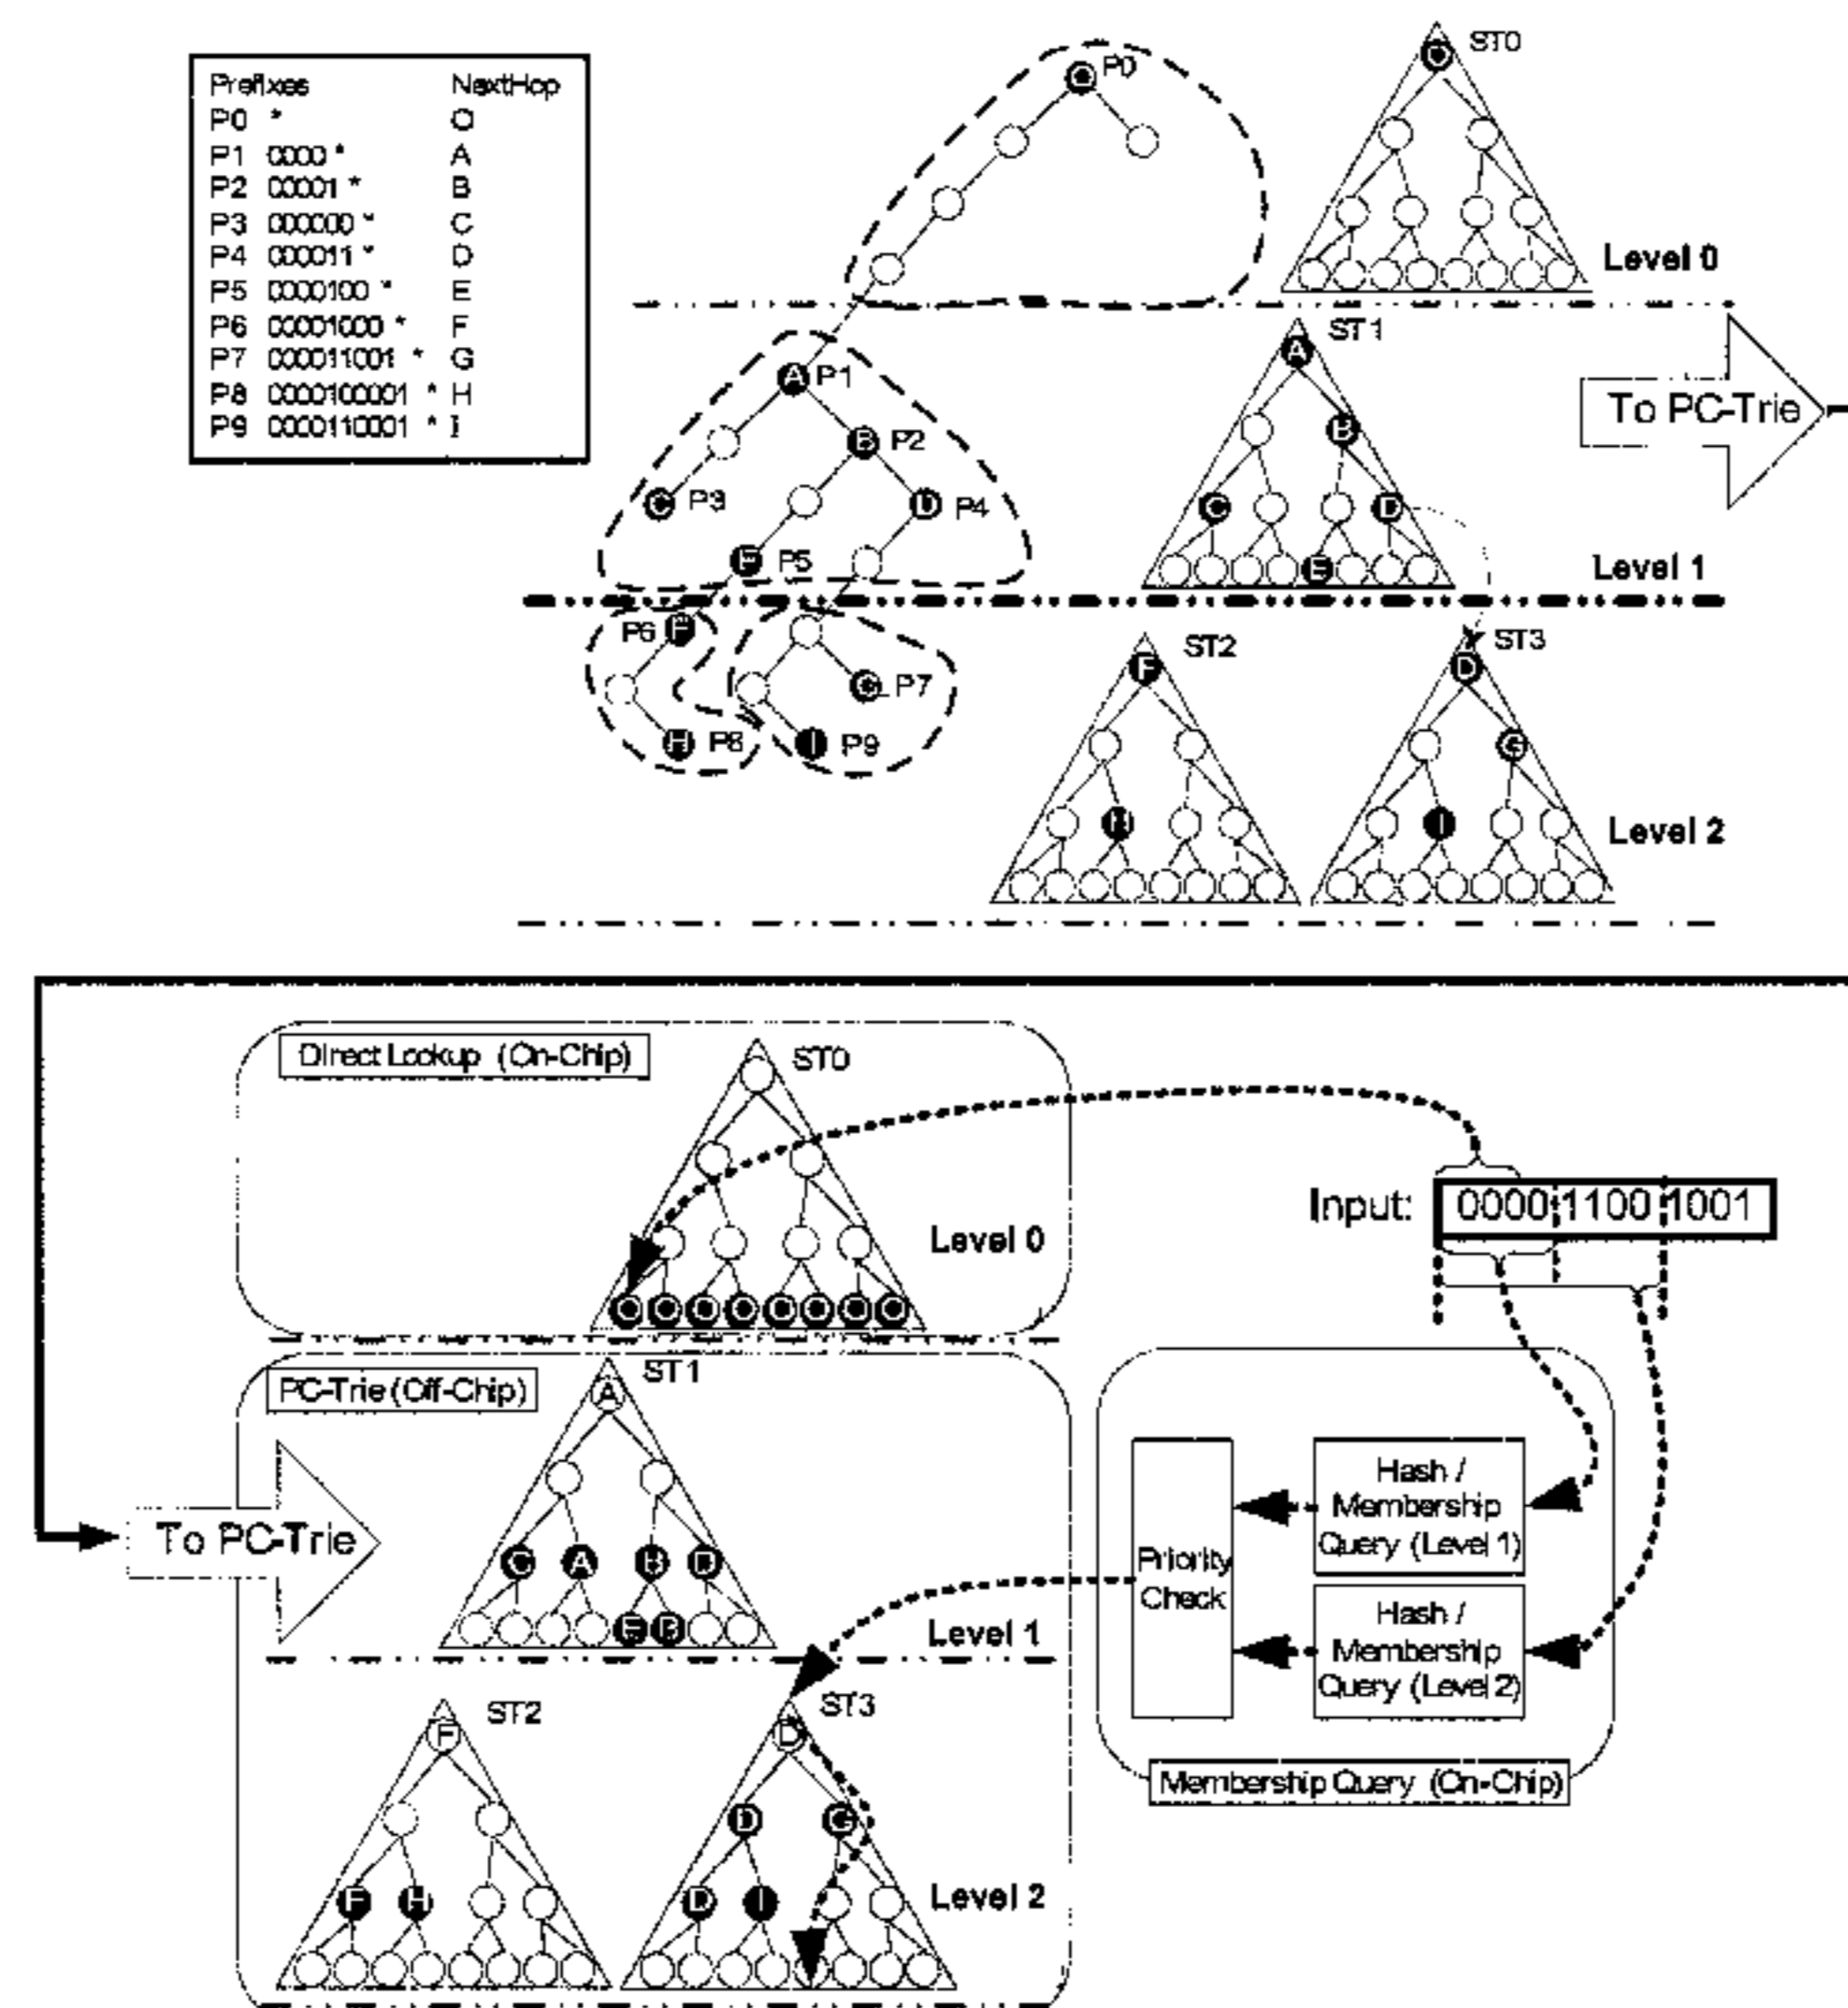 Prefixes NextHop
P0 * O
P1 0000 * A
P2 00001 * B
P3 000000 * C
P4 000011 * D
P5 0000100 * E
P6 00001000 * F
P7 000011001 * G
P8 0000100001 * H
P9 0000110001 * I
P0
ST0
Level 0
ST1
A P1
A
To PC-Trie
B P2
B
C P3
D P4
C
D
P5
E
Level 1
P6 F
ST2
ST3
F
D
G P7
G
H P8
I P9
H
I
Level 2
Direct Lookup (On-Chip)
ST0
Input: 0000 1100 1001
Level 0
ST1
PC-Trie (Off-Chip)
A
To PC-Trie
C A B D
E B
Level 1
Hash /
Membership
Query (Level 1)
Priority
Check
Hash /
Membership
Query (Level 2)
Membership Query (On-Chip)
ST2
ST3
F
D
D G
F H
D I
Level 2